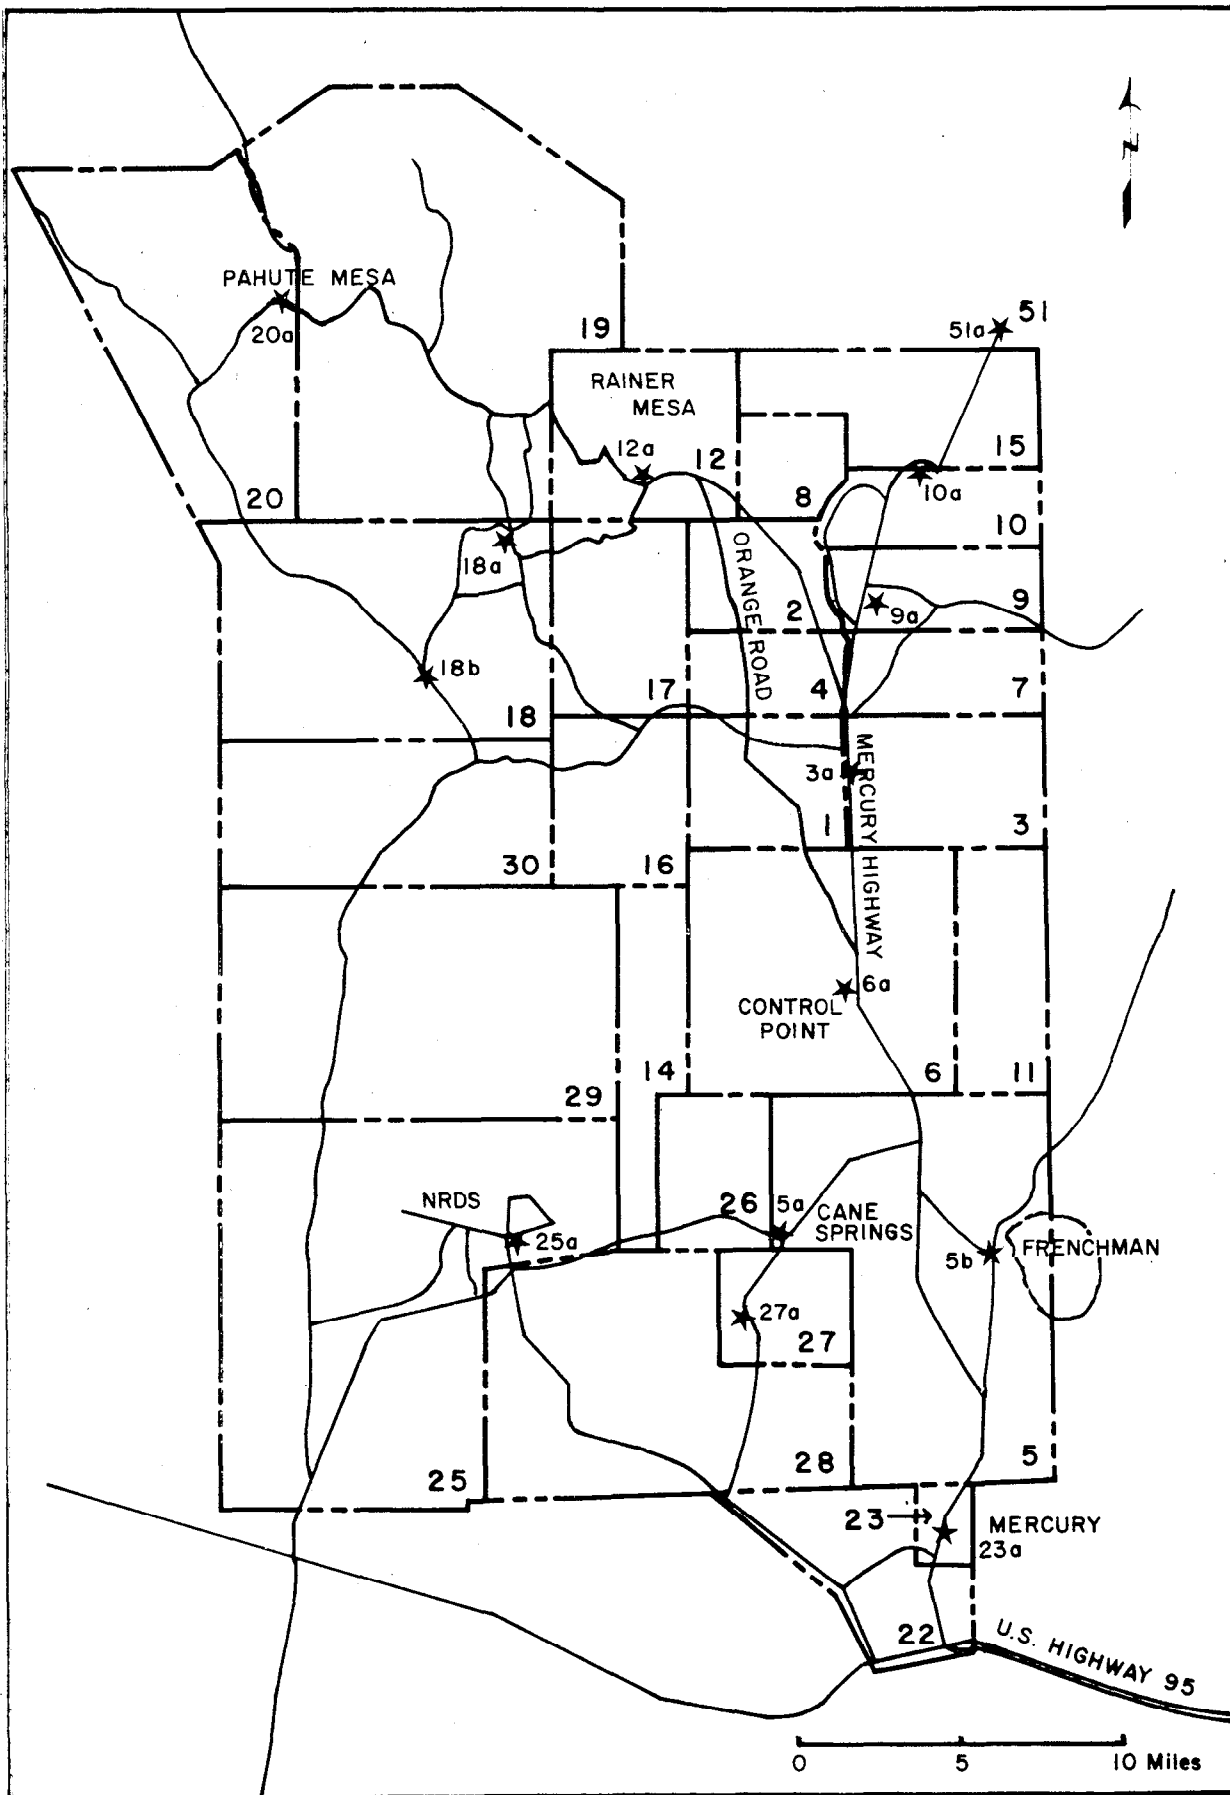 N
PAHUTE MESA
20a
19
51a
51
RAINER
MESA
12a
12
15
10a
20
8
10
18a
ORANGE ROAD
2
9a
9
18b
17
4
7
18
MERCURY HIGHWAY
3a
1
3
30
16
6a
CONTROL
POINT
14
6
11
29
NRDS
26
5a
CANE
SPRINGS
25a
5b
FRENCHMAN
27a
27
25
28
5
23
MERCURY
23a
22
U.S. HIGHWAY 95
0 5 10 Miles